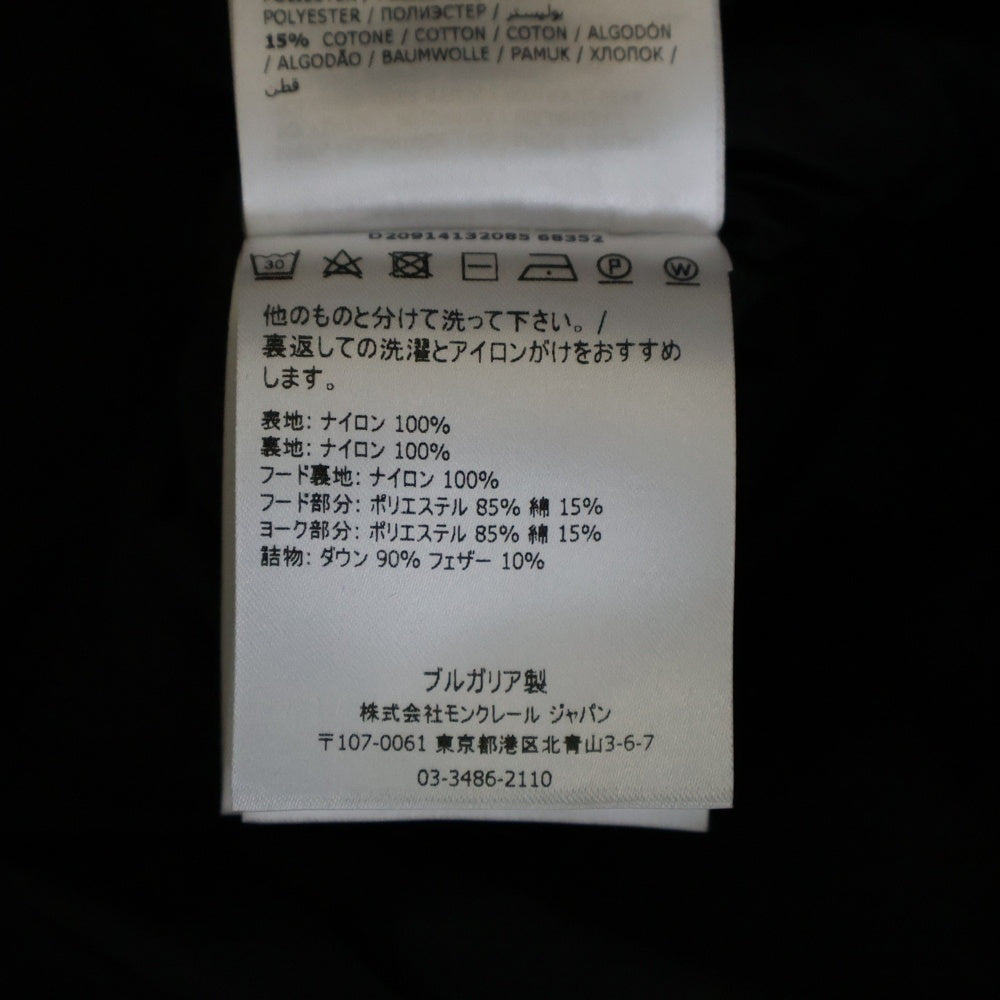 POLYESTER / ПОЛИЭСТЕР / بوليستر
15% COTONE / COTTON / COTON / ALGODÓN
/ ALGODÃO / BAUMWOLLE / PAMUK / ХЛОПОК /
قطن
D20914132085 68352
30 P W
他のものと分けて洗って下さい。/
裏返しての洗濯とアイロンがけをおすすめ
します。
表地: ナイロン 100%
裏地: ナイロン 100%
フード裏地: ナイロン 100%
フード部分: ポリエステル 85% 綿 15%
ヨーク部分: ポリエステル 85% 綿 15%
詰物: ダウン 90% フェザー 10%
ブルガリア製
株式会社モンクレール ジャパン
〒107-0061 東京都港区北青山3-6-7
03-3486-2110